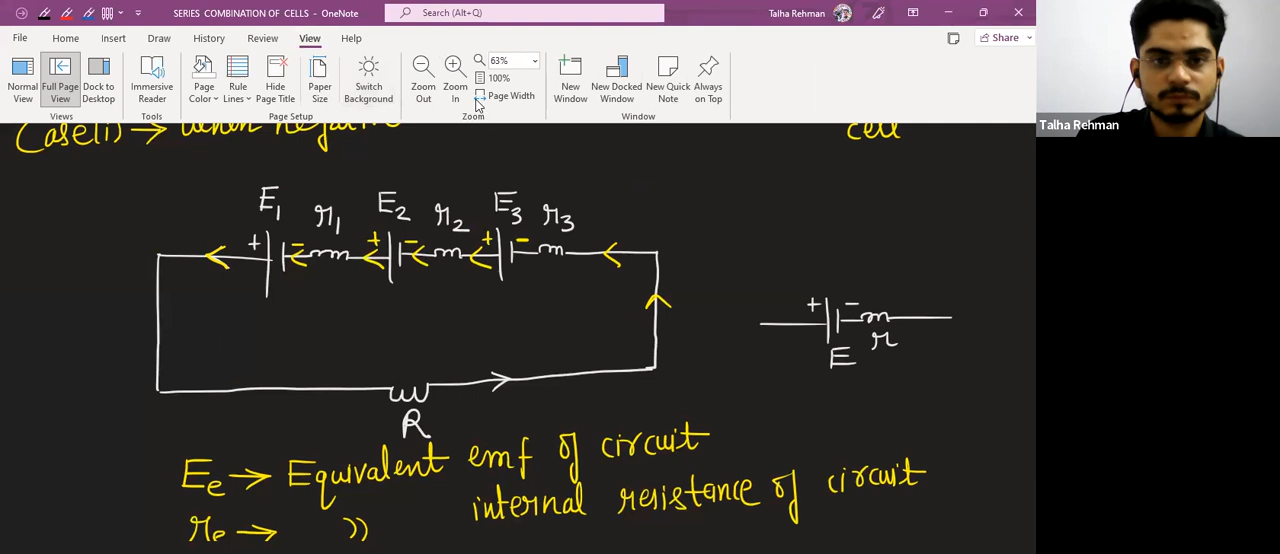 SERIES COMBINATION OF CELLS - OneNote
Search (Alt+Q)
Talha Rehman
File Home Insert Draw History Review View Help
Share
Normal View
Full Page View
Dock to Desktop
Immersive Reader
Page Color
Rule Lines
Hide Page Title
Paper Size
Switch Background
Zoom Out
Zoom In
63%
100%
Page Width
New Window
New Docked Window
New Quick Note
Always on Top
Views Tools Page Setup Zoom Window
Talha Rehman
Case(i) → when negative
cell
E1 r1 E2 r2 E3 r3
+ - + - + -
+ -
E r
R
Ee → Equivalent emf of circuit
re → )) internal resistance of circuit